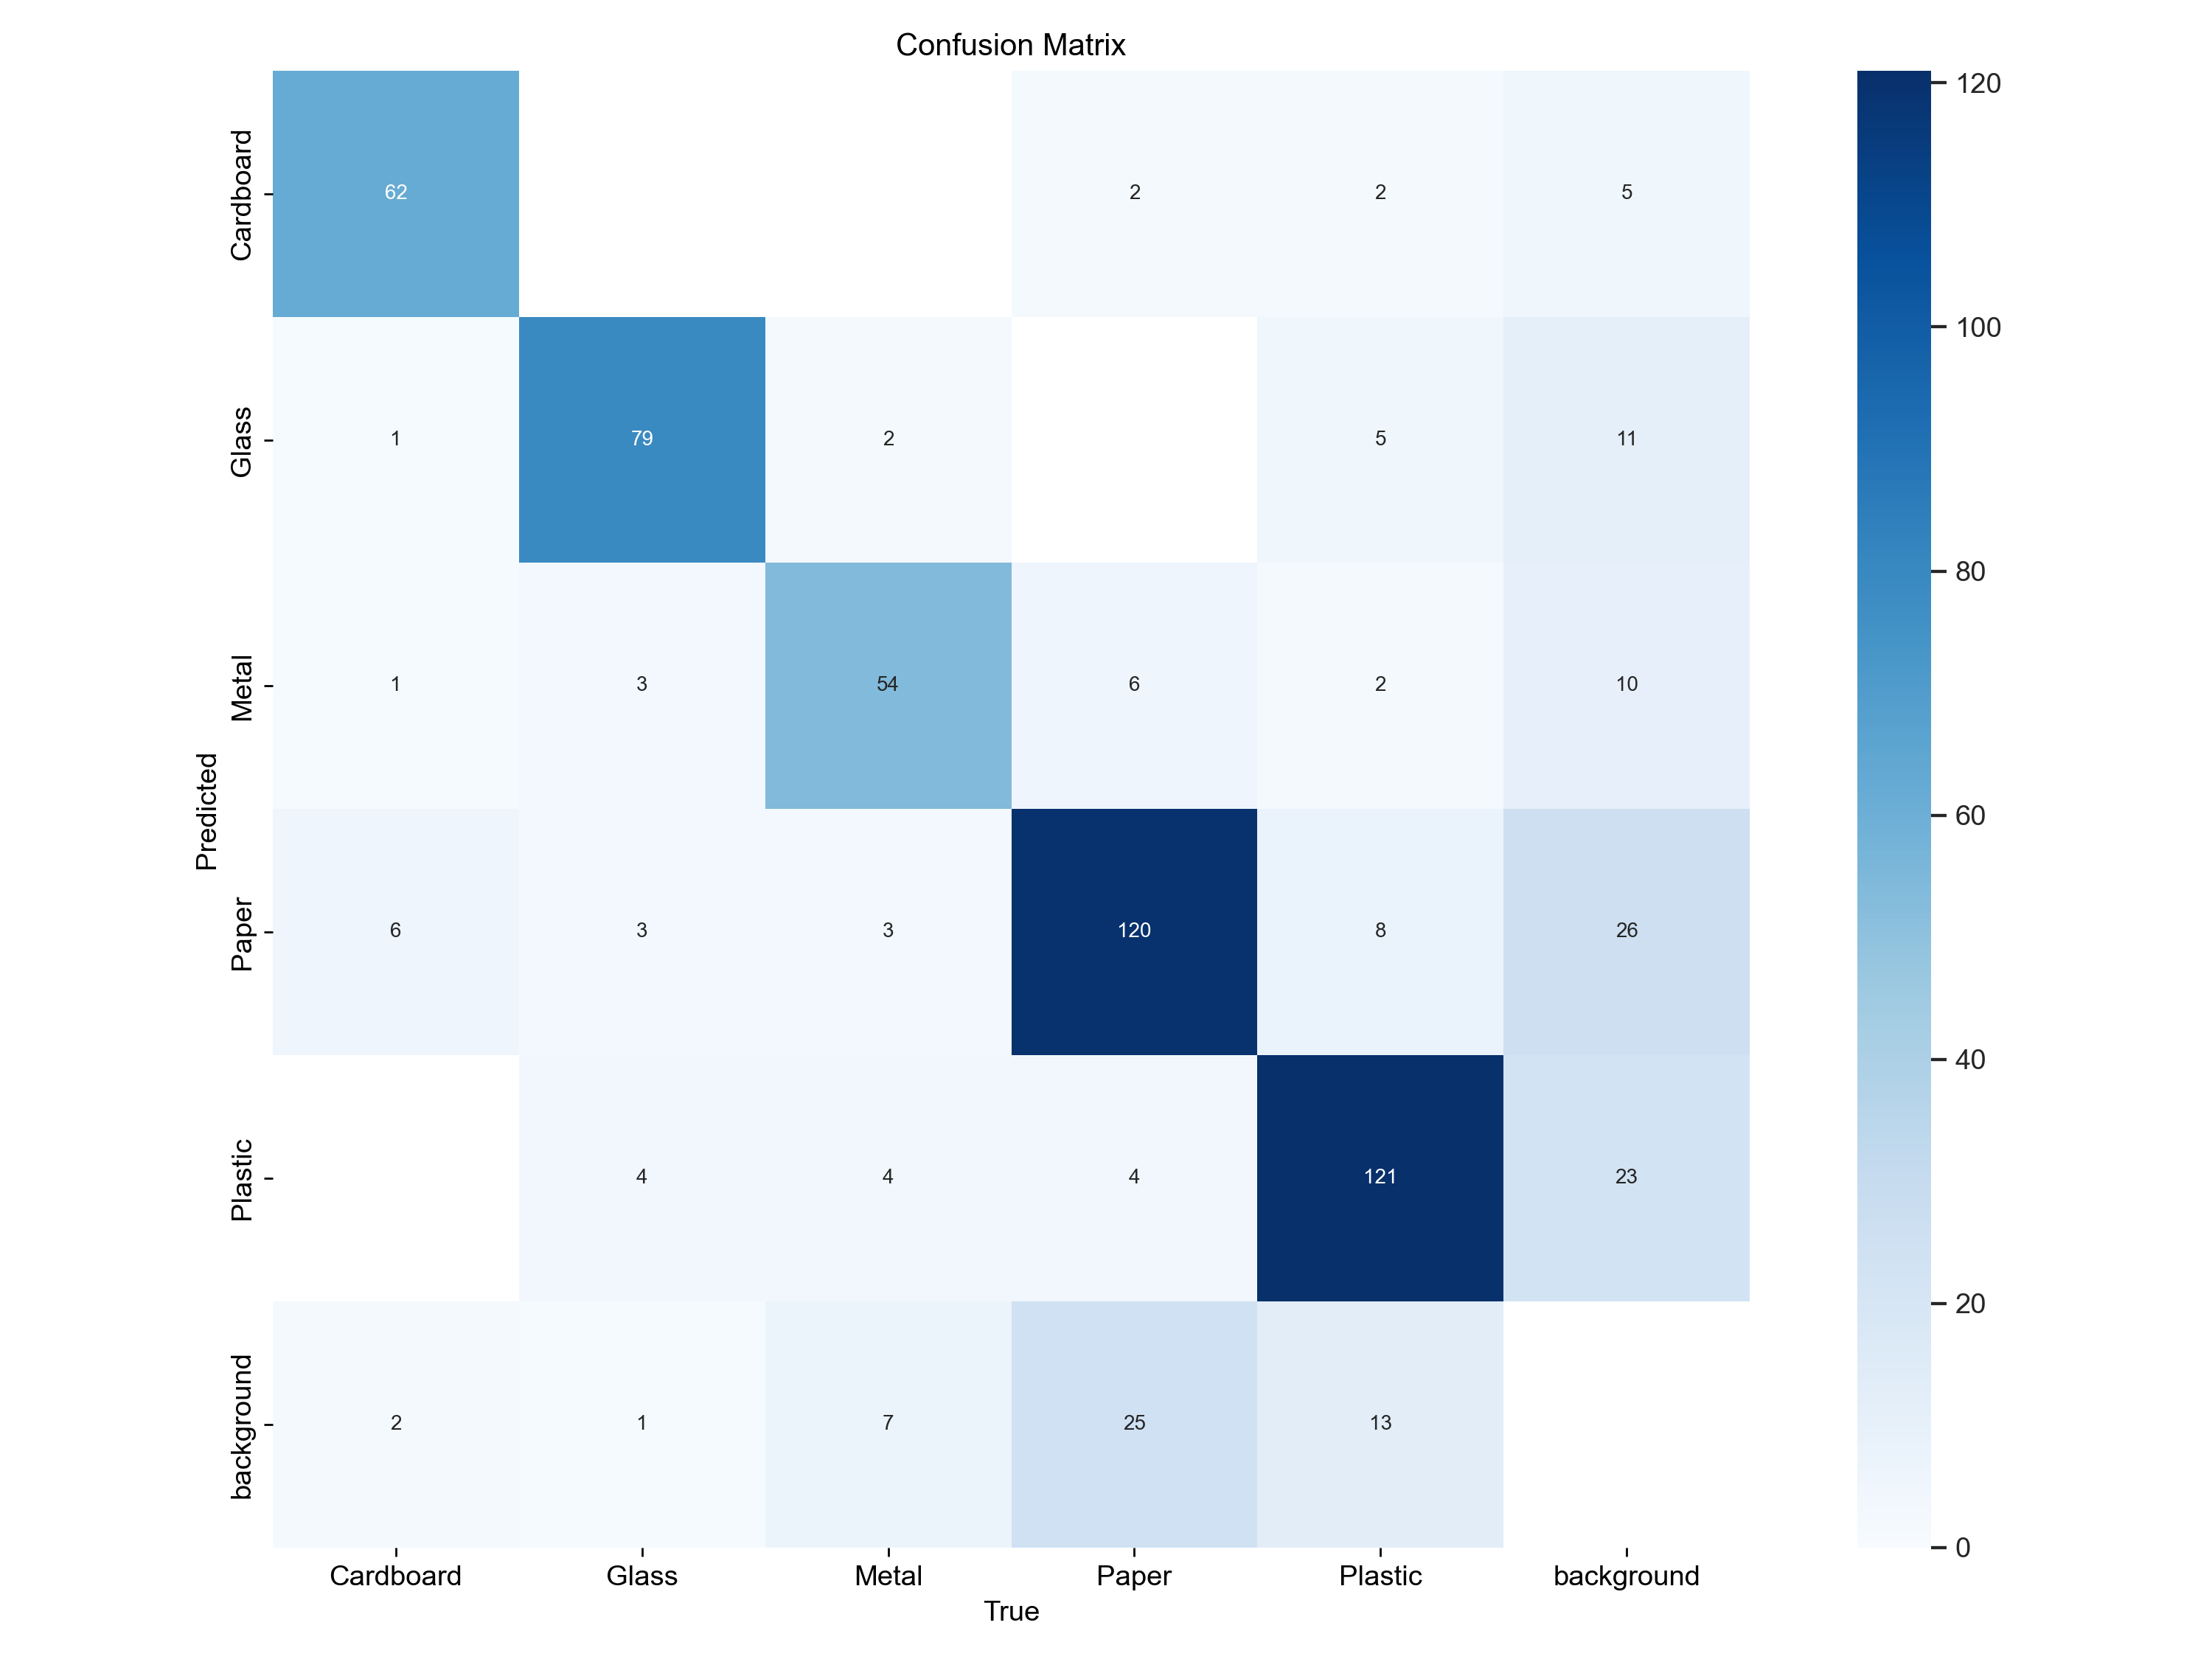 Confusion Matrix
Cardboard 62 2 2 5
Glass 1 79 2 5 11
Metal 1 3 54 6 2 10
Paper 6 3 3 120 8 26
Plastic 4 4 4 121 23
background 2 1 7 25 13
Predicted
Cardboard Glass Metal Paper Plastic background
True
120
100
80
60
40
20
0